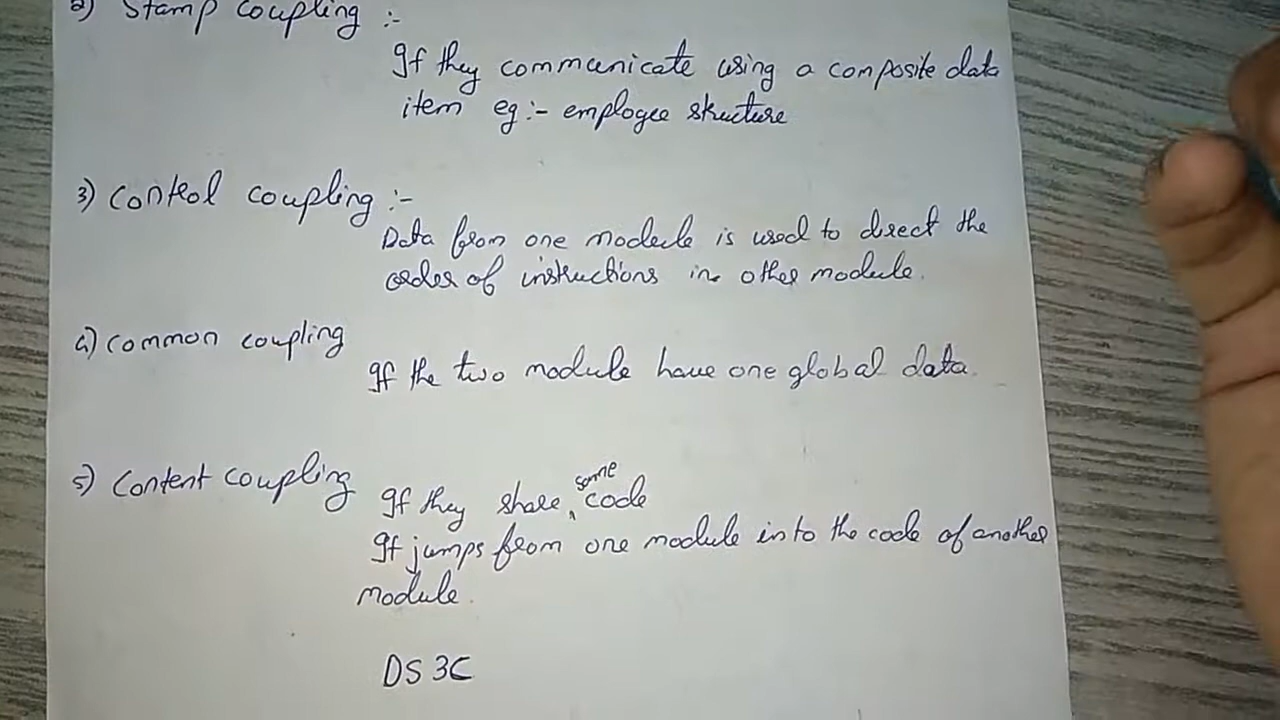 2) Stamp coupling :-
If they communicate using a composite data
item eg :- employee structure
3) Control coupling :-
Data from one module is used to direct the
order of instructions in other module.
4) Common coupling
If the two module have one global data.
5) Content coupling
If they share some code
If jumps from one module into the code of another
module.
DS 3C